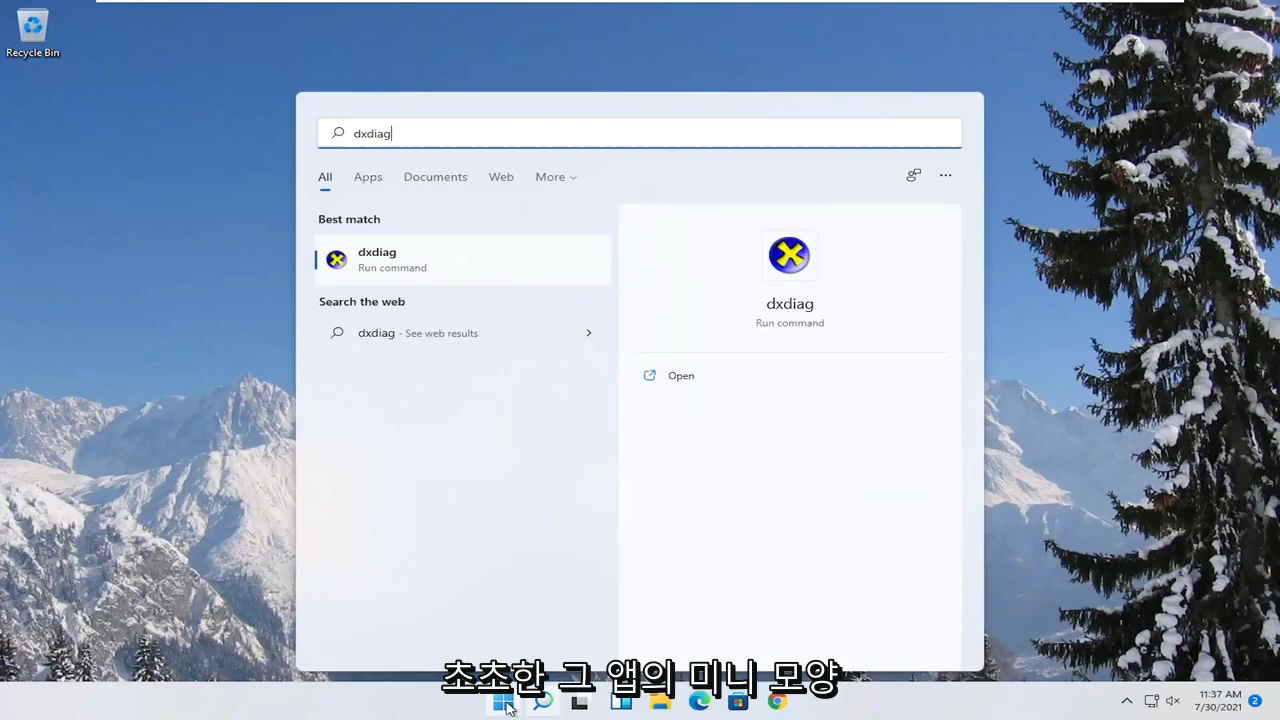 Recycle Bin
dxdiag
All Apps Documents Web More
Best match
dxdiag
Run command
Search the web
dxdiag - See web results
dxdiag
Run command
Open
초초한 그 앱의 미니 모양
11:37 AM
7/30/2021
2